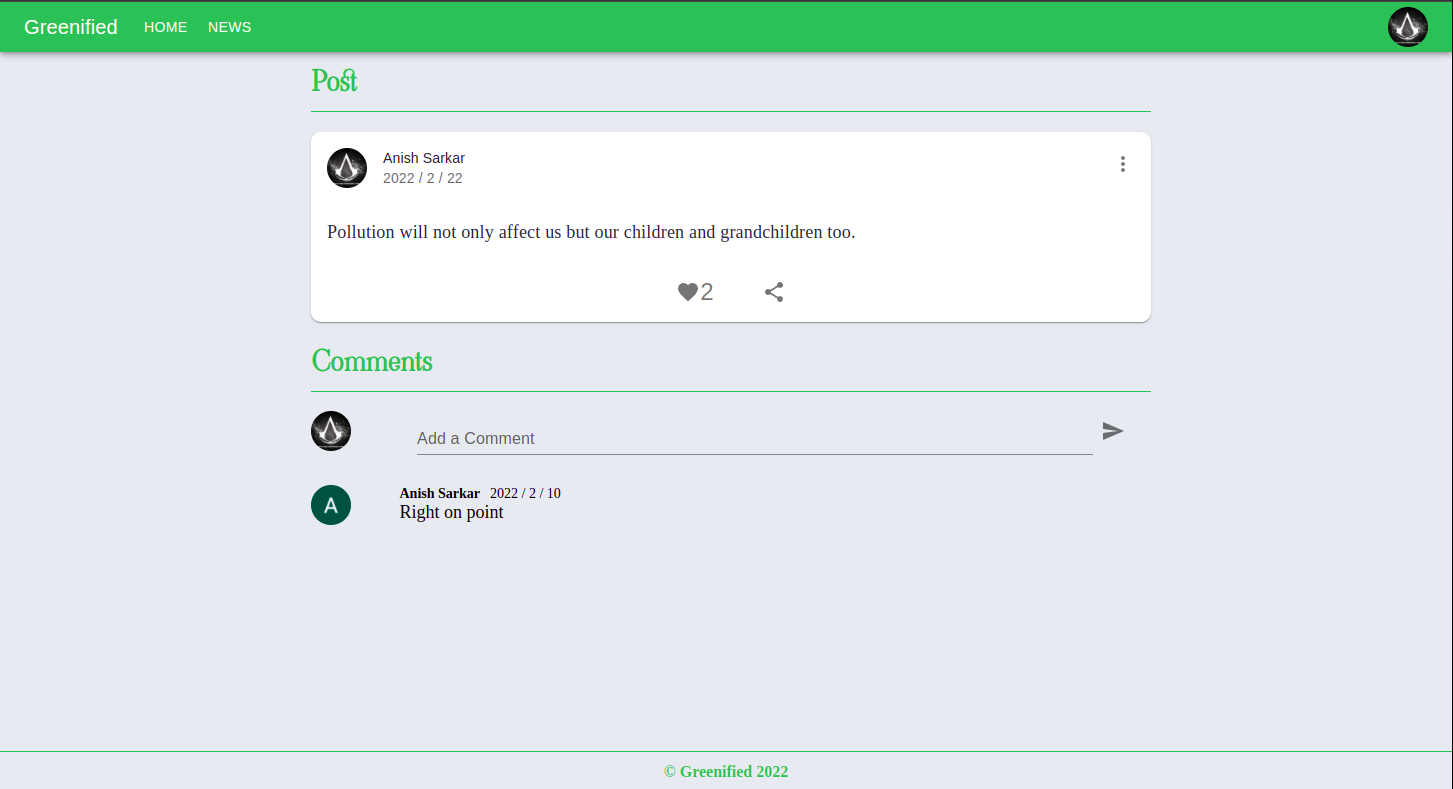 Greenified HOME NEWS
Post
Anish Sarkar
2022 / 2 / 22
Pollution will not only affect us but our children and grandchildren too.
2
Comments
Add a Comment
A
Anish Sarkar 2022 / 2 / 10
Right on point
© Greenified 2022